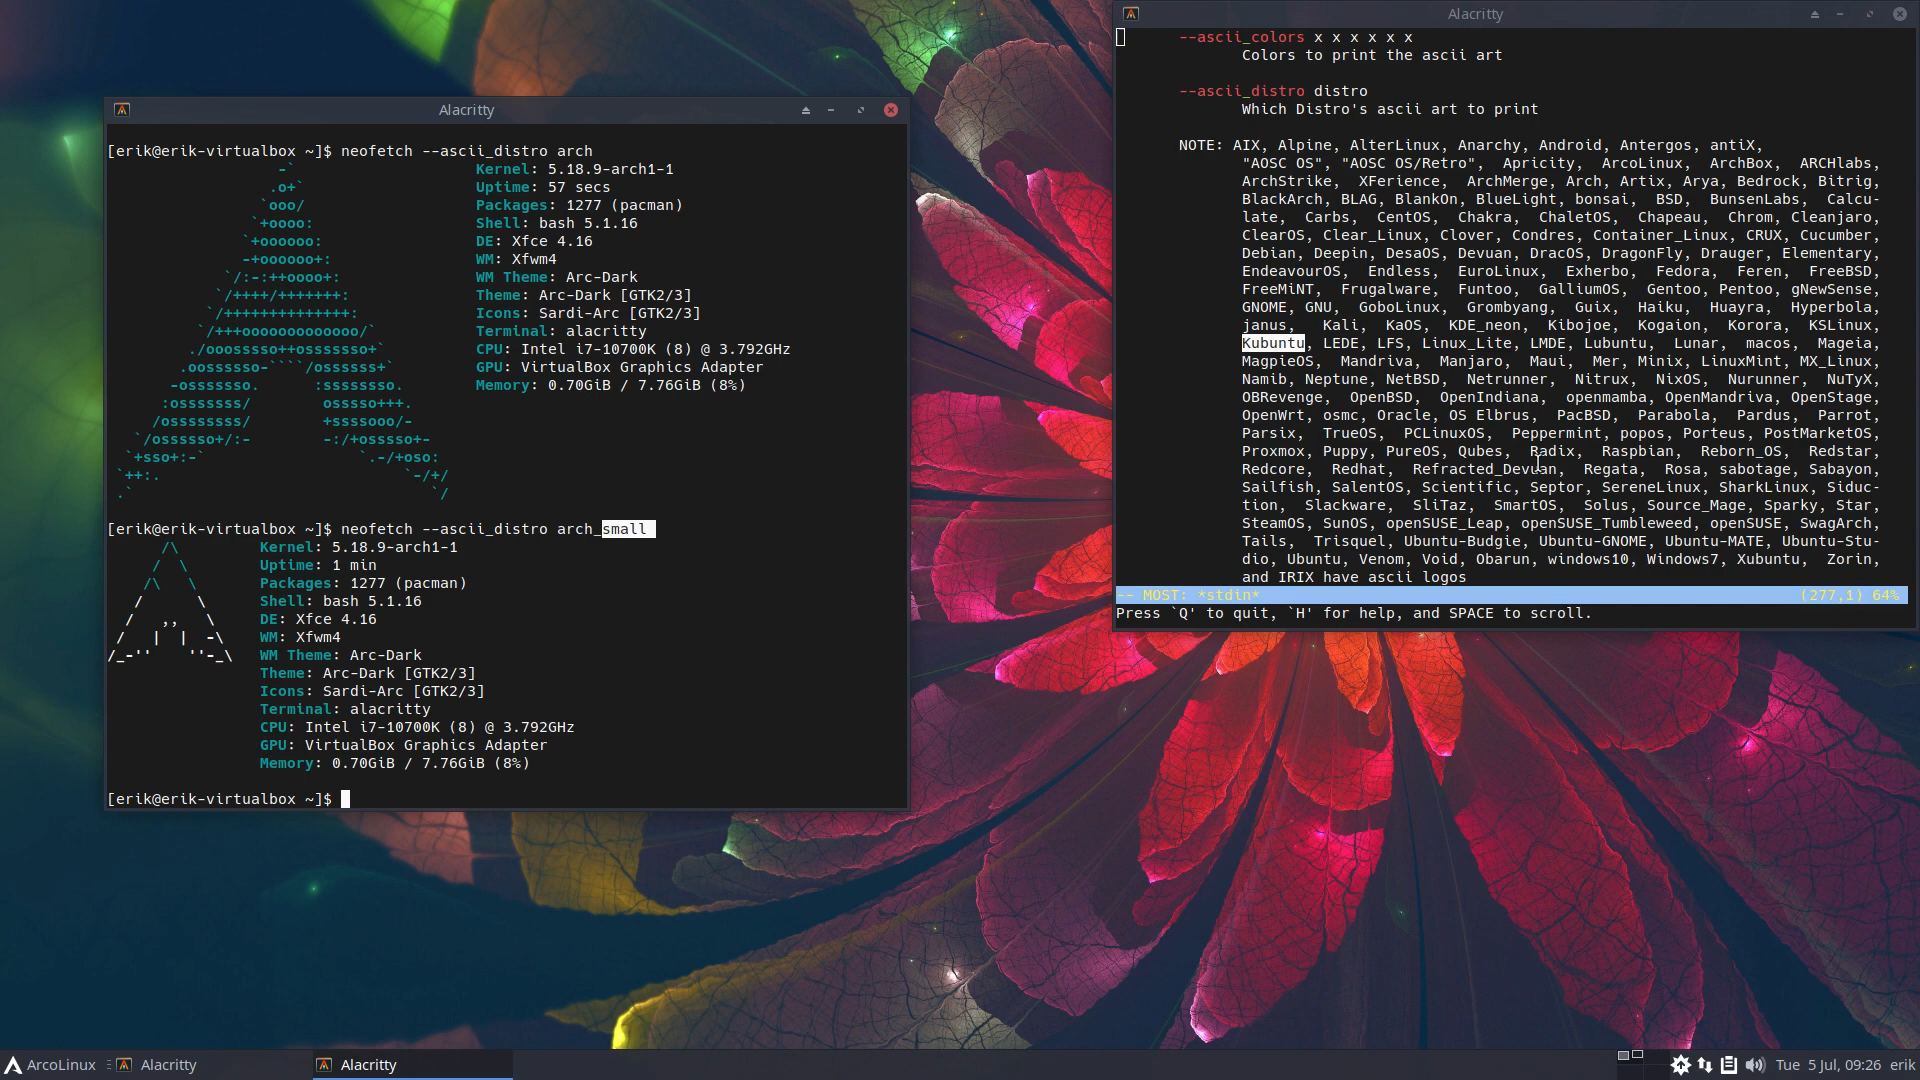 Alacritty
[erik@erik-virtualbox ~]$ neofetch --ascii_distro arch
Kernel: 5.18.9-arch1-1
Uptime: 57 secs
Packages: 1277 (pacman)
Shell: bash 5.1.16
DE: Xfce 4.16
WM: Xfwm4
WM Theme: Arc-Dark
Theme: Arc-Dark [GTK2/3]
Icons: Sardi-Arc [GTK2/3]
Terminal: alacritty
CPU: Intel i7-10700K (8) @ 3.792GHz
GPU: VirtualBox Graphics Adapter
Memory: 0.70GiB / 7.76GiB (8%)
[erik@erik-virtualbox ~]$ neofetch --ascii_distro arch_small
Kernel: 5.18.9-arch1-1
Uptime: 1 min
Packages: 1277 (pacman)
Shell: bash 5.1.16
DE: Xfce 4.16
WM: Xfwm4
WM Theme: Arc-Dark
Theme: Arc-Dark [GTK2/3]
Icons: Sardi-Arc [GTK2/3]
Terminal: alacritty
CPU: Intel i7-10700K (8) @ 3.792GHz
GPU: VirtualBox Graphics Adapter
Memory: 0.70GiB / 7.76GiB (8%)
[erik@erik-virtualbox ~]$
Alacritty
--ascii_colors x x x x x x
Colors to print the ascii art
--ascii_distro distro
Which Distro's ascii art to print
NOTE: AIX, Alpine, AlterLinux, Anarchy, Android, Antergos, antiX,
"AOSC OS", "AOSC OS/Retro", Apricity, ArcoLinux, ArchBox, ARCHlabs,
ArchStrike, XFerience, ArchMerge, Arch, Artix, Arya, Bedrock, Bitrig,
BlackArch, BLAG, BlankOn, BlueLight, bonsai, BSD, BunsenLabs, Calcu-
late, Carbs, CentOS, Chakra, ChaletOS, Chapeau, Chrom, Cleanjaro,
ClearOS, Clear_Linux, Clover, Condres, Container_Linux, CRUX, Cucumber,
Debian, Deepin, DesaOS, Devuan, DracOS, DragonFly, Drauger, Elementary,
EndeavourOS, Endless, EuroLinux, Exherbo, Fedora, Feren, FreeBSD,
FreeMiNT, Frugalware, Funtoo, GalliumOS, Gentoo, Pentoo, gNewSense,
GNOME, GNU, GoboLinux, Grombyang, Guix, Haiku, Huayra, Hyperbola,
janus, Kali, KaOS, KDE_neon, Kibojoe, Kogaion, Korora, KSLinux,
Kubuntu, LEDE, LFS, Linux_Lite, LMDE, Lubuntu, Lunar, macos, Mageia,
MagpieOS, Mandriva, Manjaro, Maui, Mer, Minix, LinuxMint, MX_Linux,
Namib, Neptune, NetBSD, Netrunner, Nitrux, NixOS, Nurunner, NuTyX,
OBRevenge, OpenBSD, OpenIndiana, openmamba, OpenMandriva, OpenStage,
OpenWrt, osmc, Oracle, OS Elbrus, PacBSD, Parabola, Pardus, Parrot,
Parsix, TrueOS, PCLinuxOS, Peppermint, popos, Porteus, PostMarketOS,
Proxmox, Puppy, PureOS, Qubes, Radix, Raspbian, Reborn_OS, Redstar,
Redcore, Redhat, Refracted_Devuan, Regata, Rosa, sabotage, Sabayon,
Sailfish, SalentOS, Scientific, Septor, SereneLinux, SharkLinux, Siduc-
tion, Slackware, SliTaz, SmartOS, Solus, Source_Mage, Sparky, Star,
SteamOS, SunOS, openSUSE_Leap, openSUSE_Tumbleweed, openSUSE, SwagArch,
Tails, Trisquel, Ubuntu-Budgie, Ubuntu-GNOME, Ubuntu-MATE, Ubuntu-Stu-
dio, Ubuntu, Venom, Void, Obarun, windows10, Windows7, Xubuntu, Zorin,
and IRIX have ascii logos
-- MOST: *stdin* (277,1) 64%
Press `Q' to quit, `H' for help, and SPACE to scroll.
ArcoLinux Alacritty Alacritty Tue 5 Jul, 09:26 erik